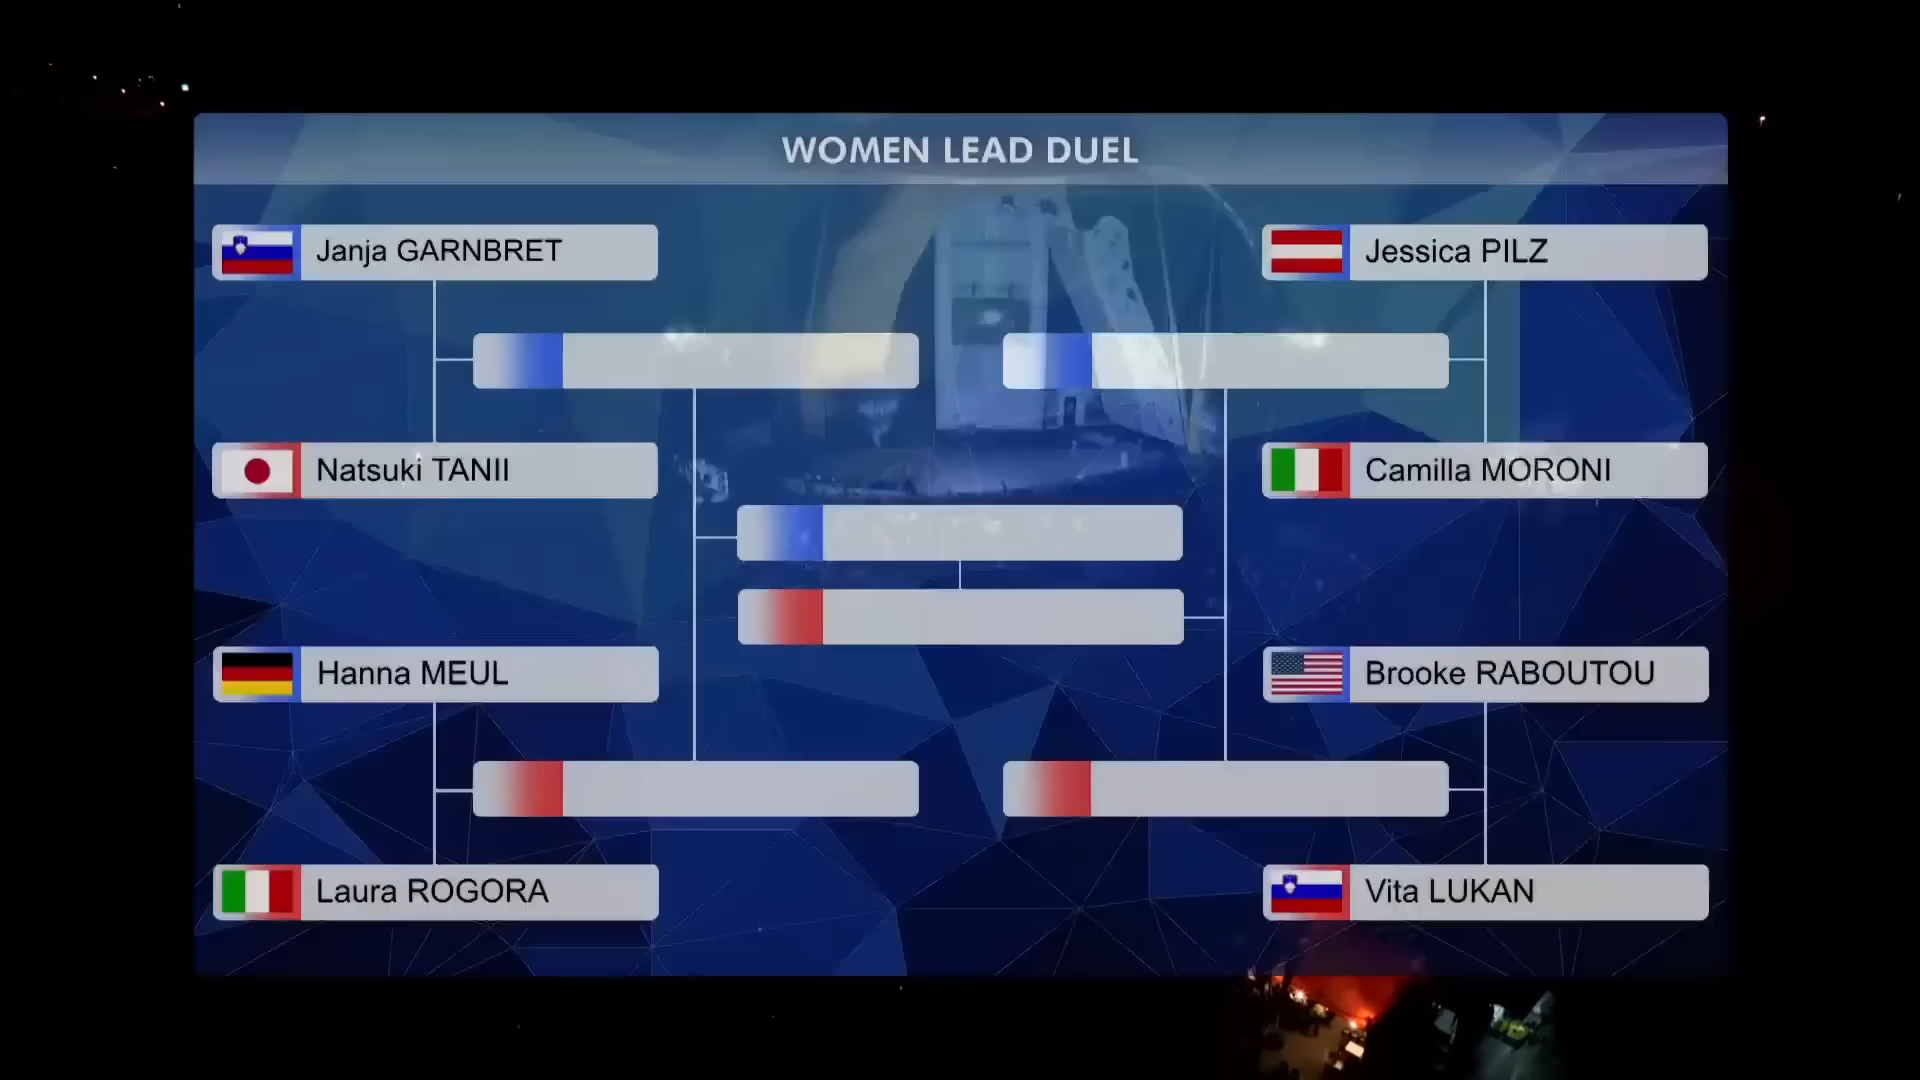 WOMEN LEAD DUEL
Janja GARNBRET
Jessica PILZ
Natsuki TANII
Camilla MORONI
Hanna MEUL
Brooke RABOUTOU
Laura ROGORA
Vita LUKAN